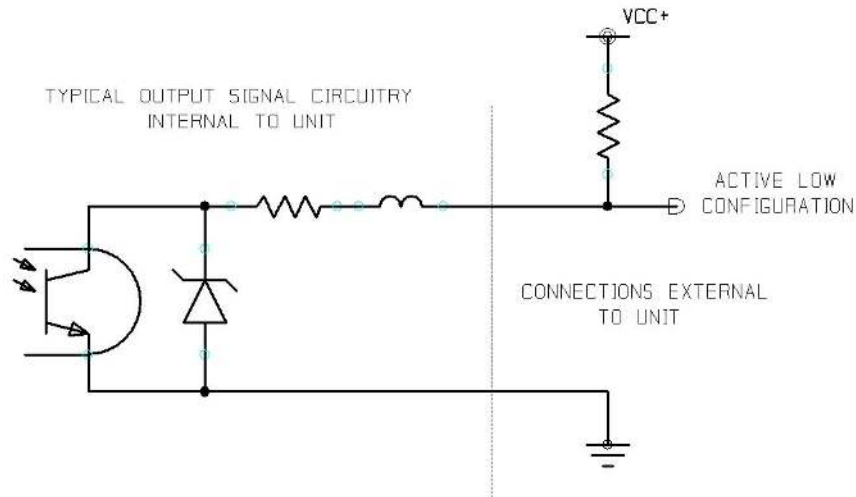 VCC+
TYPICAL OUTPUT SIGNAL CIRCUITRY
INTERNAL TO UNIT
ACTIVE LOW
CONFIGURATION
CONNECTIONS EXTERNAL
TO UNIT